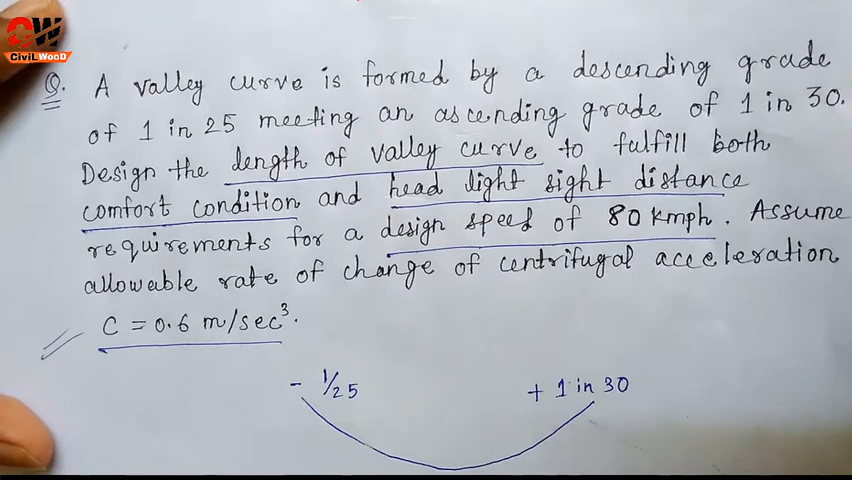 CW
CiviLWooD
Q. A valley curve is formed by a descending grade
of 1 in 25 meeting an ascending grade of 1 in 30.
Design the length of valley curve to fulfill both
comfort condition and head light sight distance
requirements for a design speed of 80 kmph. Assume
allowable rate of change of centrifugal acceleration
C = 0.6 m/sec³.
- 1/25 + 1 in 30